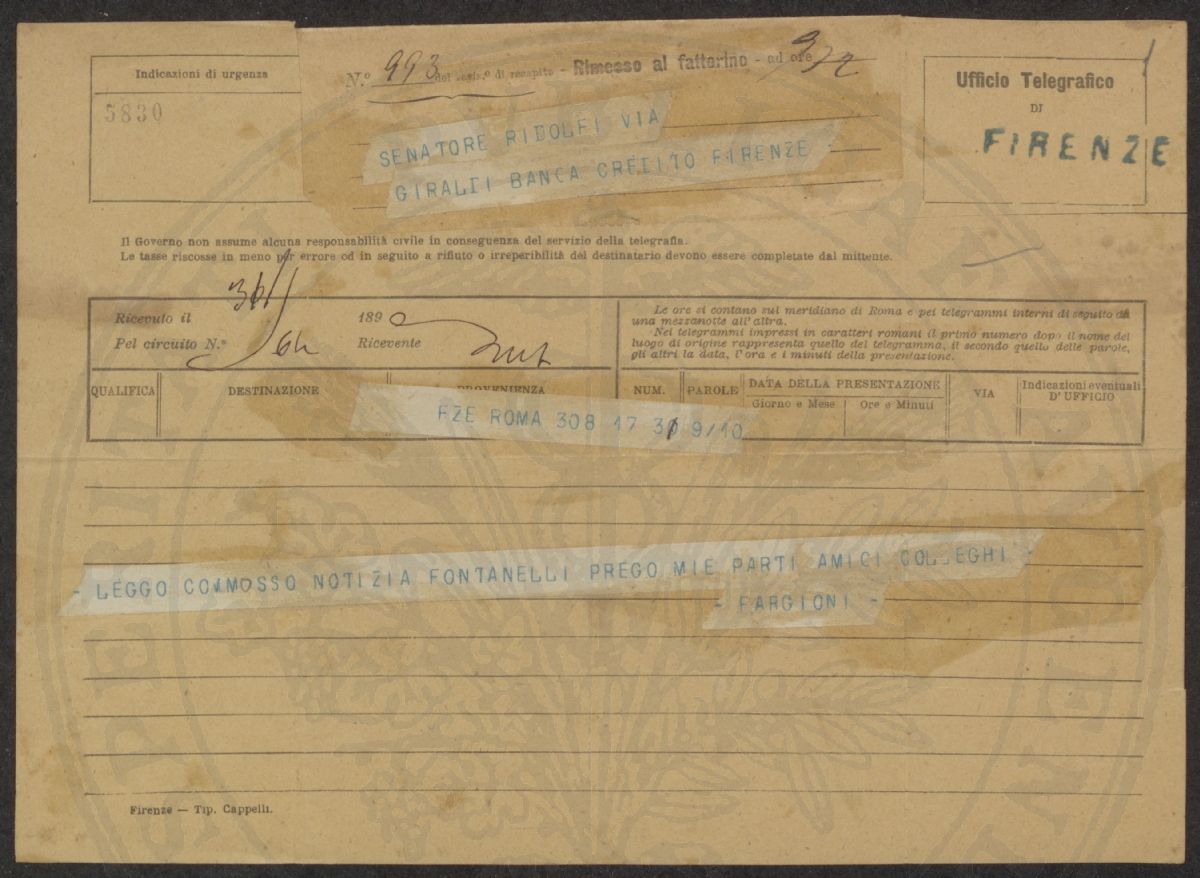 Indicazioni di urgenza
5830
N.º 993 del regis.º di recapito - Rimesso al fattorino - ad ore
Ufficio Telegrafico
DI
FIRENZE
SENATORE RIDOLFI VIA
GIRALDI BANCA CREDITO FIRENZE -
Il Governo non assume alcuna responsabilità civile in conseguenza del servizio della telegrafia.
Le tasse riscosse in meno per errore od in seguito a rifiuto o irreperibilità del destinatario devono essere completate dal mittente.
Ricevuto il 189
Pel circuito N.º Ricevente
Le ore si contano sul meridiano di Roma e pei telegrammi interni di seguito da
una mezzanotte all'altra.
Nei telegrammi impressi in caratteri romani il primo numero dopo il nome del
luogo di origine rappresenta quello del telegramma, il secondo quello delle parole,
gli altri la data, l'ora e i minuti della presentazione.
QUALIFICA DESTINAZIONE PROVENIENZA NUM. PAROLE DATA DELLA PRESENTAZIONE VIA Indicazioni eventuali
D'UFFICIO
Giorno e Mese Ore e Minuti
FZE ROMA 308 17 31 9/10
- LEGGO COMMOSSO NOTIZIA FONTANELLI PREGO MIE PARTI AMICI COLLEGHI -
- FARGIONI -
Firenze — Tip. Cappelli.